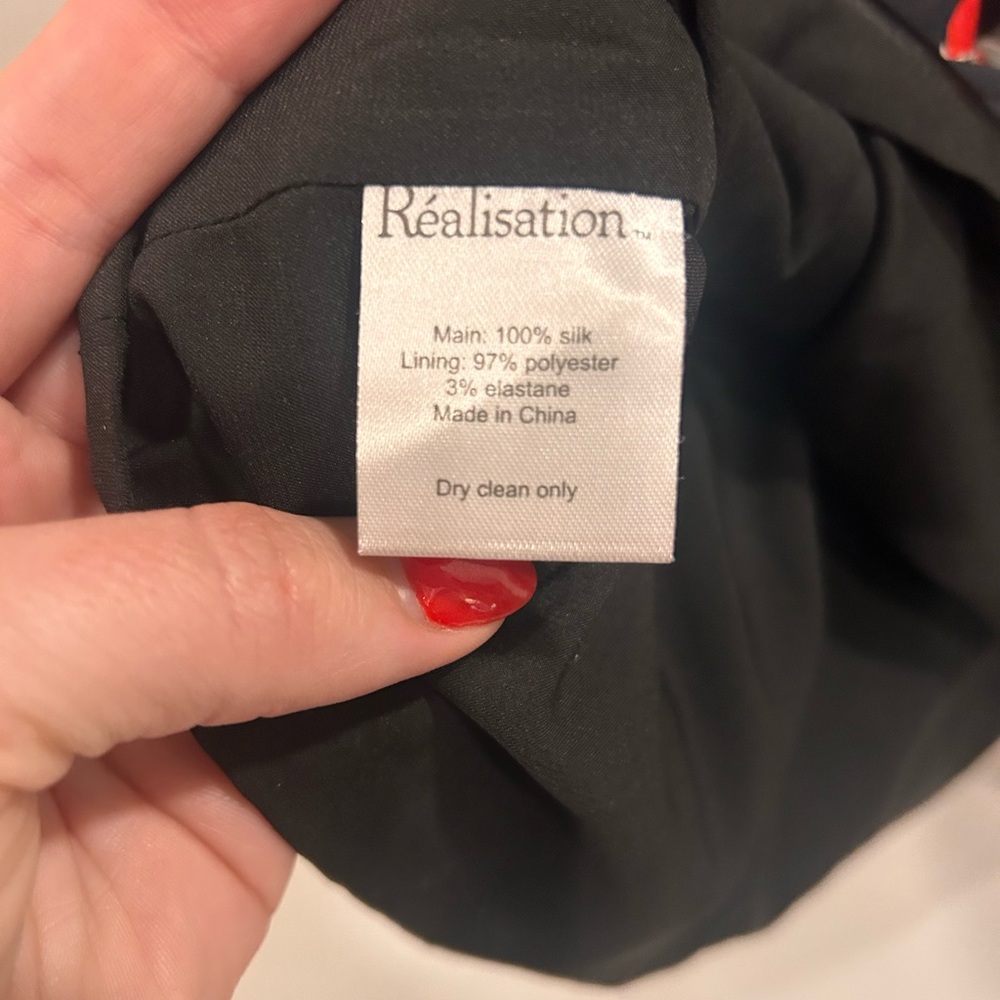 Réalisation™
Main: 100% silk
Lining: 97% polyester
3% elastane
Made in China
Dry clean only